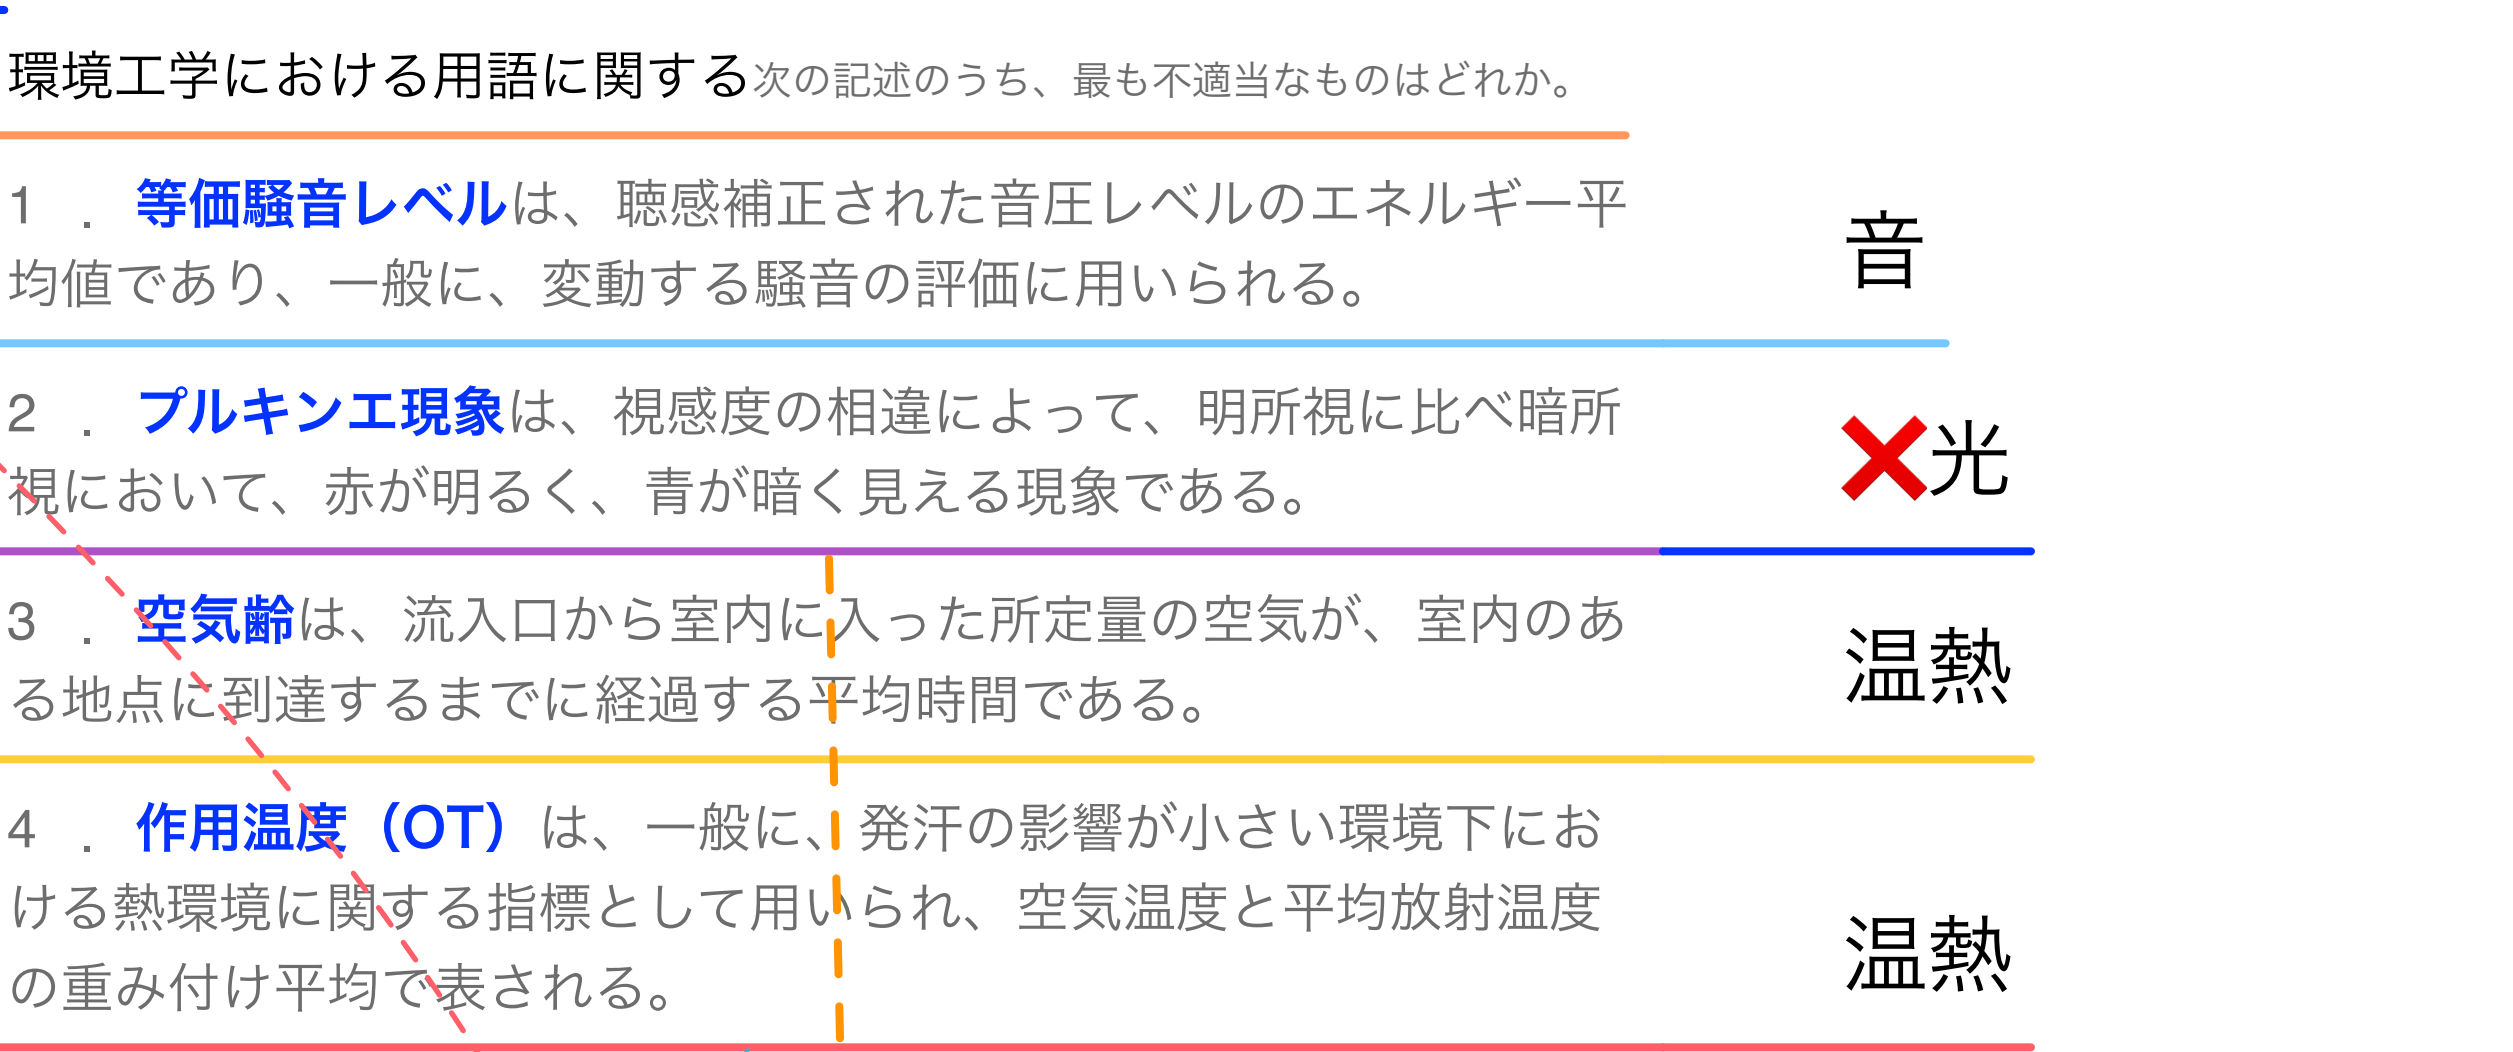 環境工学における用語に関する次の記述のうち、最も不適当なものはどれか。
1. 等価騒音レベルは、聴感補正された音圧レベルのエネルギー平
均値であり、一般に、変動する騒音の評価に用いられる。
音
2. プルキンエ現象は、視感度の相違によって、明所視に比べ暗所
視において、赤が暗く、青が明るく見える現象である。
光
3. 空気齢は、流入口から室内に入った所定量の空気が、室内のあ
る地点に到達するまでに経過する平均時間である。
温熱
4. 作用温度（OT）は、一般に、発汗の影響が小さい環境下にお
ける熱環境に関する指標として用いられ、空気温度と平均放射温度
の重み付け平均で表される。
温熱